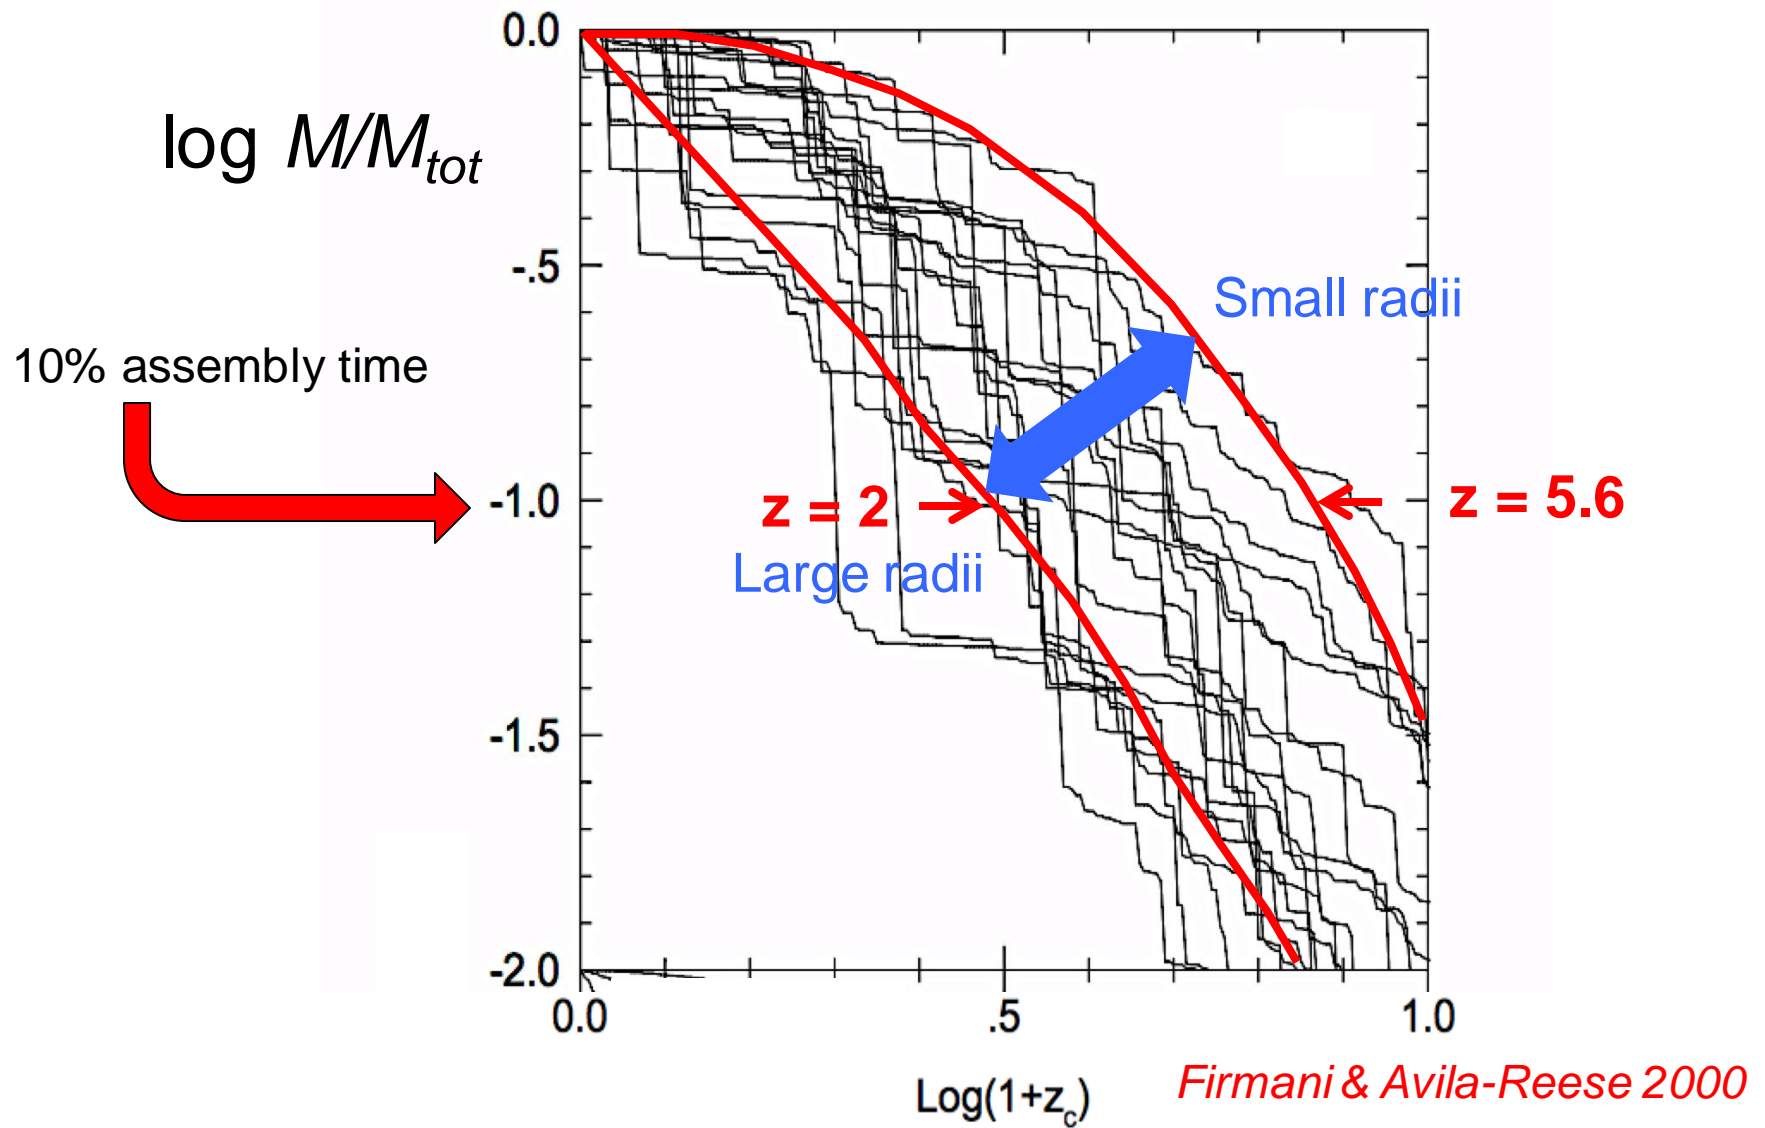 0.0
log M/Mtot
-.5
Small radii
10% assembly time
-1.0
z = 2
z = 5.6
Large radii
-1.5
-2.0
0.0 .5 1.0
Log(1+zc)
Firmani & Avila-Reese 2000